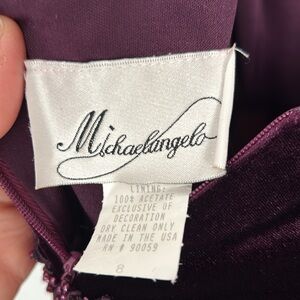 Michaelangelo
LINING:
100% ACETATE
EXCLUSIVE OF
DECORATION
DRY CLEAN ONLY
MADE IN THE USA
RN # 90059
8